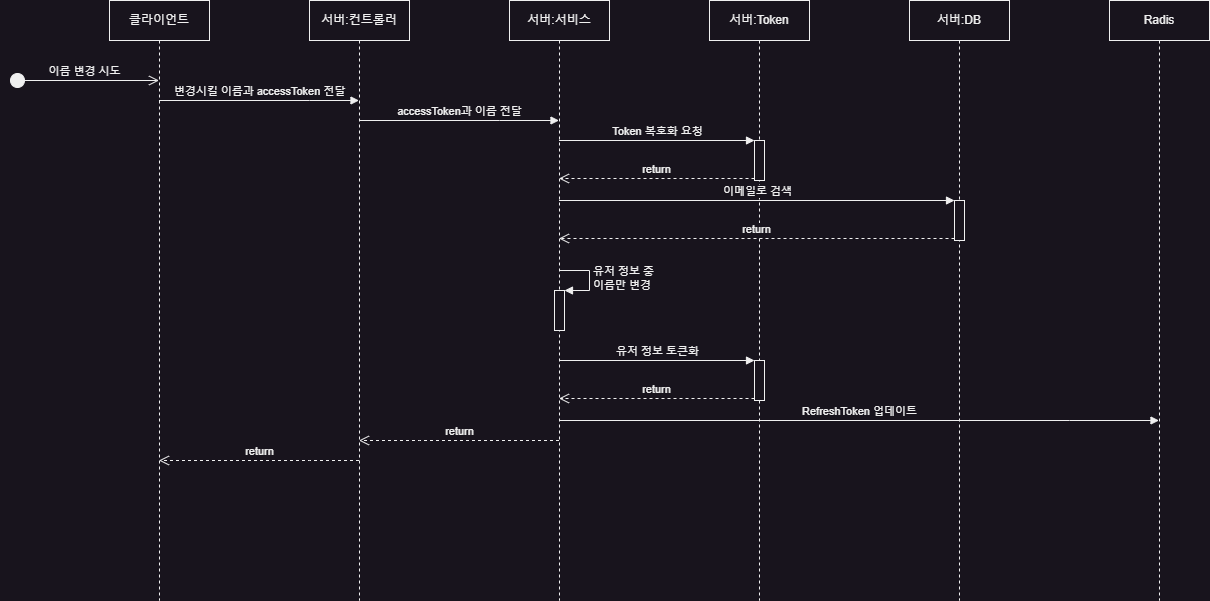 클라이언트
서버:컨트롤러
서버:서비스
서버:Token
서버:DB
Radis
이름 변경 시도
변경시킬 이름과 accessToken 전달
accessToken과 이름 전달
Token 복호화 요청
return
이메일로 검색
return
유저 정보 중
이름만 변경
유저 정보 토큰화
return
RefreshToken 업데이트
return
return